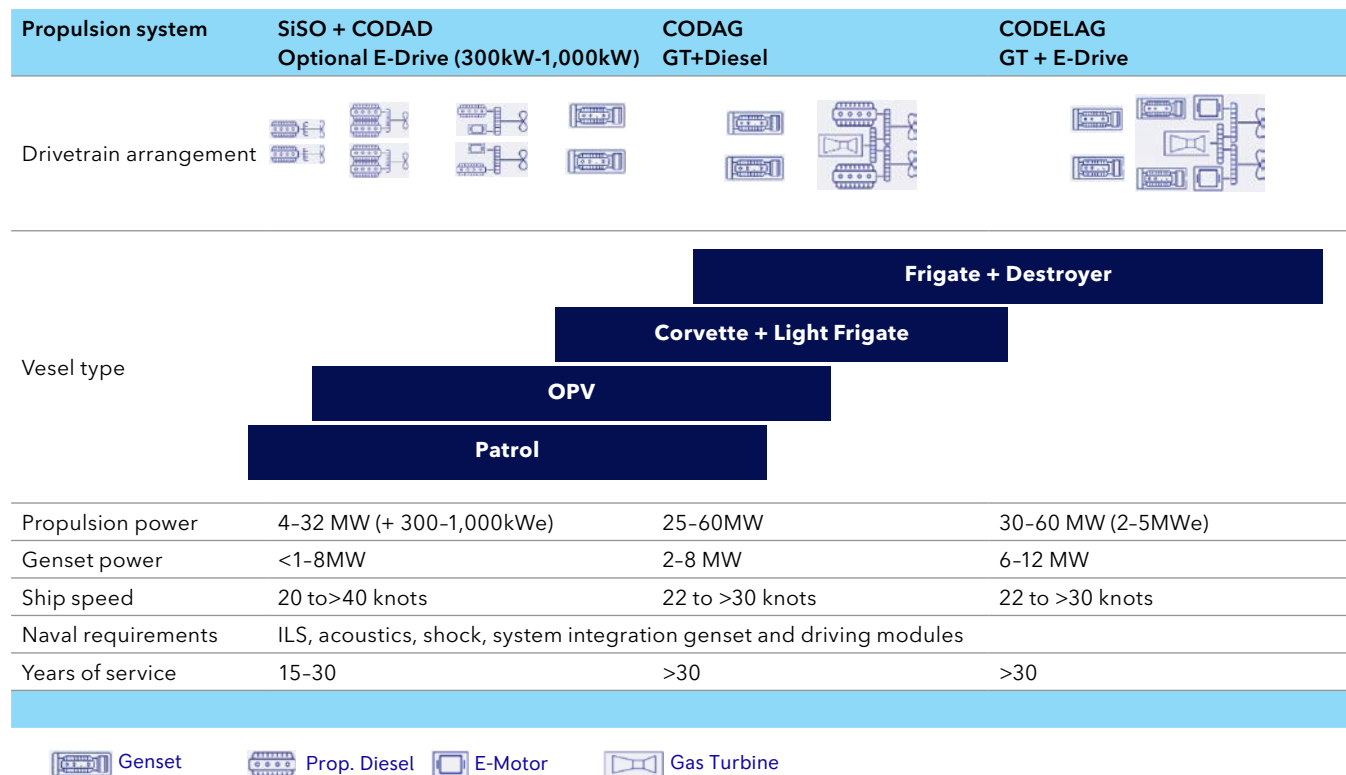 Propulsion system SiSO + CODAD CODAG CODELAG
Optional E-Drive (300kW-1,000kW) GT+Diesel GT + E-Drive
Drivetrain arrangement
Frigate + Destroyer
Corvette + Light Frigate
Vesel type
OPV
Patrol
Propulsion power 4–32 MW (+ 300–1,000kWe) 25–60MW 30–60 MW (2–5MWe)
Genset power <1–8MW 2–8 MW 6–12 MW
Ship speed 20 to>40 knots 22 to >30 knots 22 to >30 knots
Naval requirements ILS, acoustics, shock, system integration genset and driving modules
Years of service 15–30 >30 >30
Genset Prop. Diesel E-Motor Gas Turbine